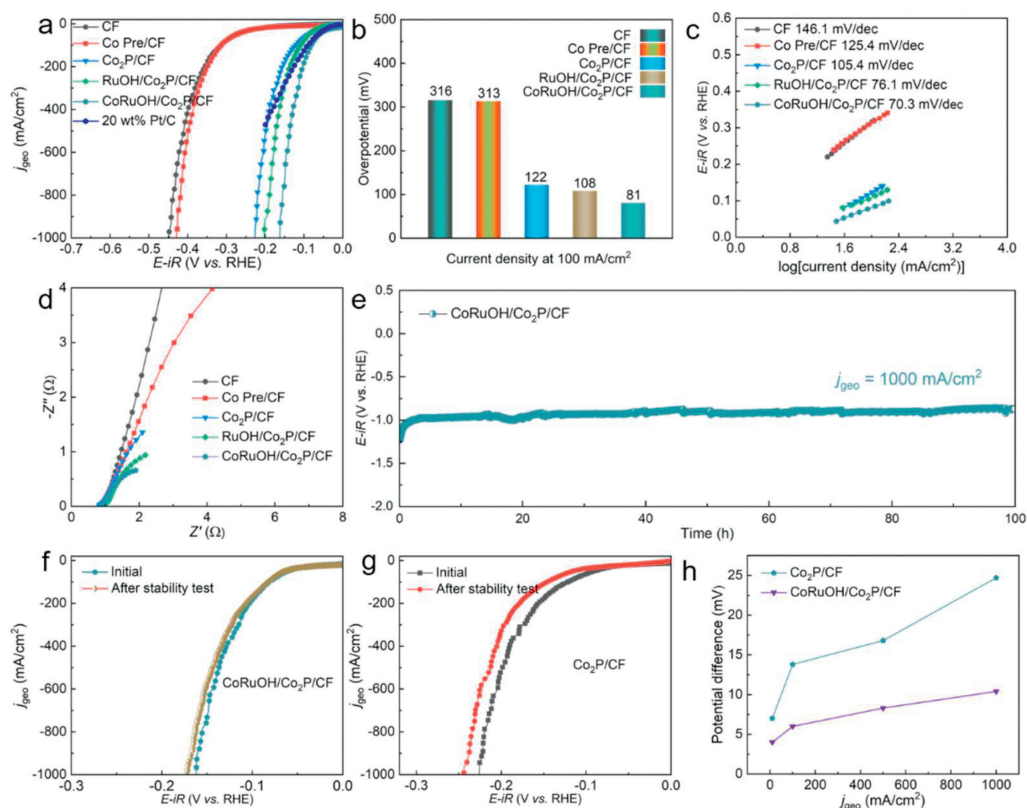 a
CF
Co Pre/CF
Co₂P/CF
RuOH/Co₂P/CF
CoRuOH/Co₂P/CF
20 wt% Pt/C
0
-200
-400
-600
-800
-1000
j_geo (mA/cm²)
-0.7 -0.6 -0.5 -0.4 -0.3 -0.2 -0.1 0.0
E-iR (V vs. RHE)
b
CF
Co Pre/CF
Co₂P/CF
RuOH/Co₂P/CF
CoRuOH/Co₂P/CF
500
400
300
200
100
0
Overpotential (mV)
316 313 122 108 81
Current density at 100 mA/cm²
c
CF 146.1 mV/dec
Co Pre/CF 125.4 mV/dec
Co₂P/CF 105.4 mV/dec
RuOH/Co₂P/CF 76.1 mV/dec
CoRuOH/Co₂P/CF 70.3 mV/dec
0.6
0.5
0.3
0.2
0.0
E-iR (V vs. RHE)
0.0 0.8 1.6 2.4 3.2 4.0
log[current density (mA/cm²)]
d
4
3
2
1
0
-Z″ (Ω)
CF
Co Pre/CF
Co₂P/CF
RuOH/Co₂P/CF
CoRuOH/Co₂P/CF
0 2 4 6 8
Z′ (Ω)
e
0.5
0.0
-0.5
-1.0
-1.5
-2.0
E-iR (V vs. RHE)
CoRuOH/Co₂P/CF
j_geo = 1000 mA/cm²
0 20 40 60 80 100
Time (h)
f
Initial
After stability test
0
-200
-400
-600
-800
-1000
j_geo (mA/cm²)
CoRuOH/Co₂P/CF
-0.3 -0.2 -0.1 0.0
E-iR (V vs. RHE)
g
Initial
After stability test
0
-200
-400
-600
-800
-1000
j_geo (mA/cm²)
Co₂P/CF
-0.3 -0.2 -0.1 0.0
E-iR (V vs. RHE)
h
Co₂P/CF
CoRuOH/Co₂P/CF
25
20
15
10
5
0
Potential difference (mV)
0 200 400 600 800 1000
j_geo (mA/cm²)